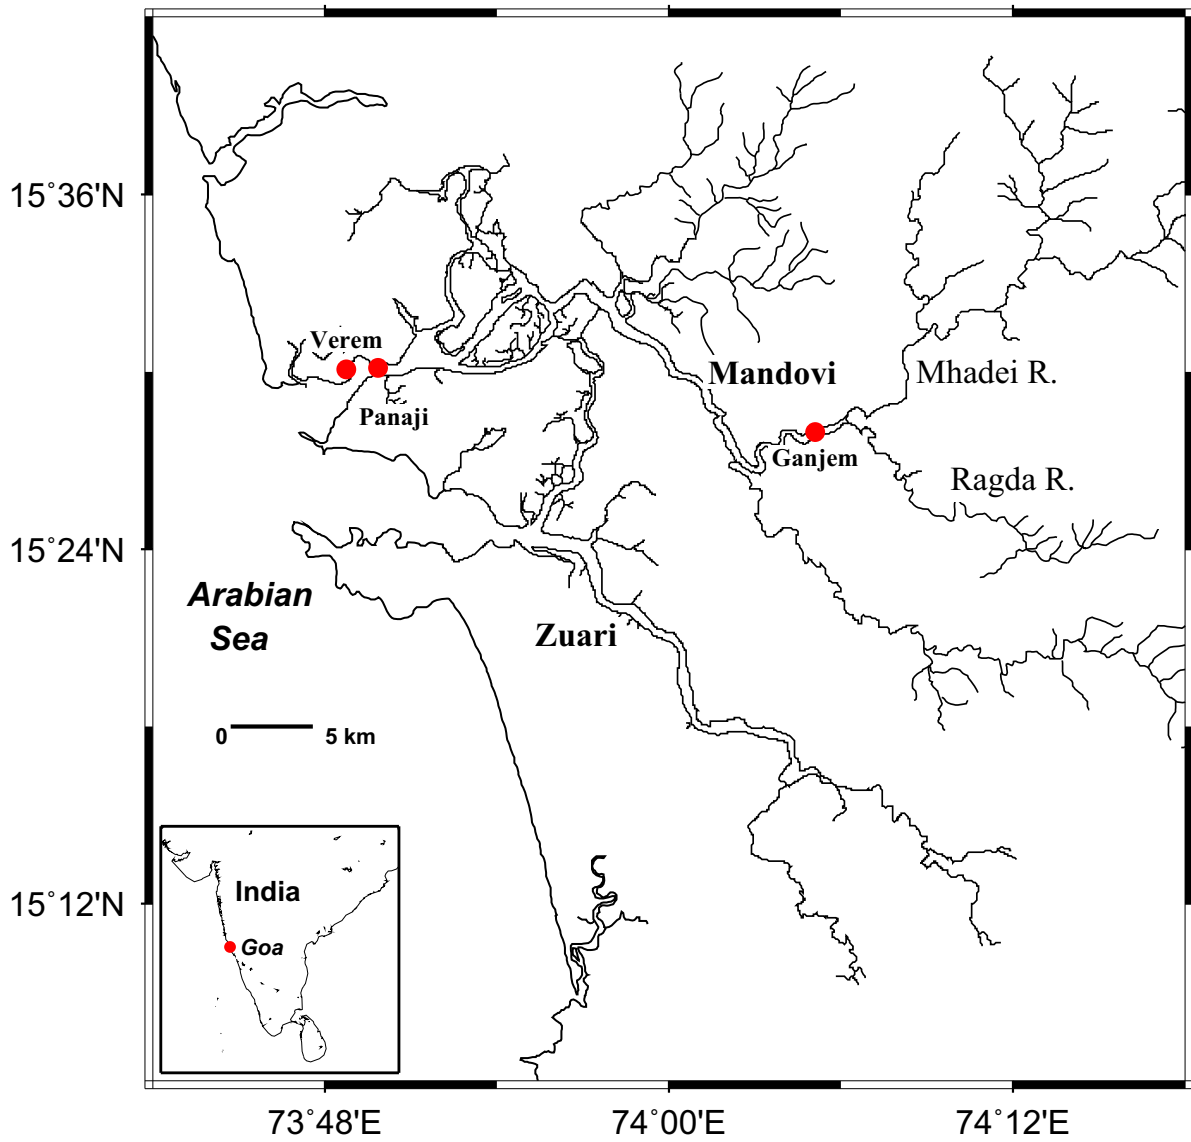 15°36'N
Verem
Panaji
Mandovi
Mhadei R.
Ganjem
Ragda R.
15°24'N
Arabian
Sea
Zuari
0 5 km
India
Goa
15°12'N
73°48'E 74°00'E 74°12'E